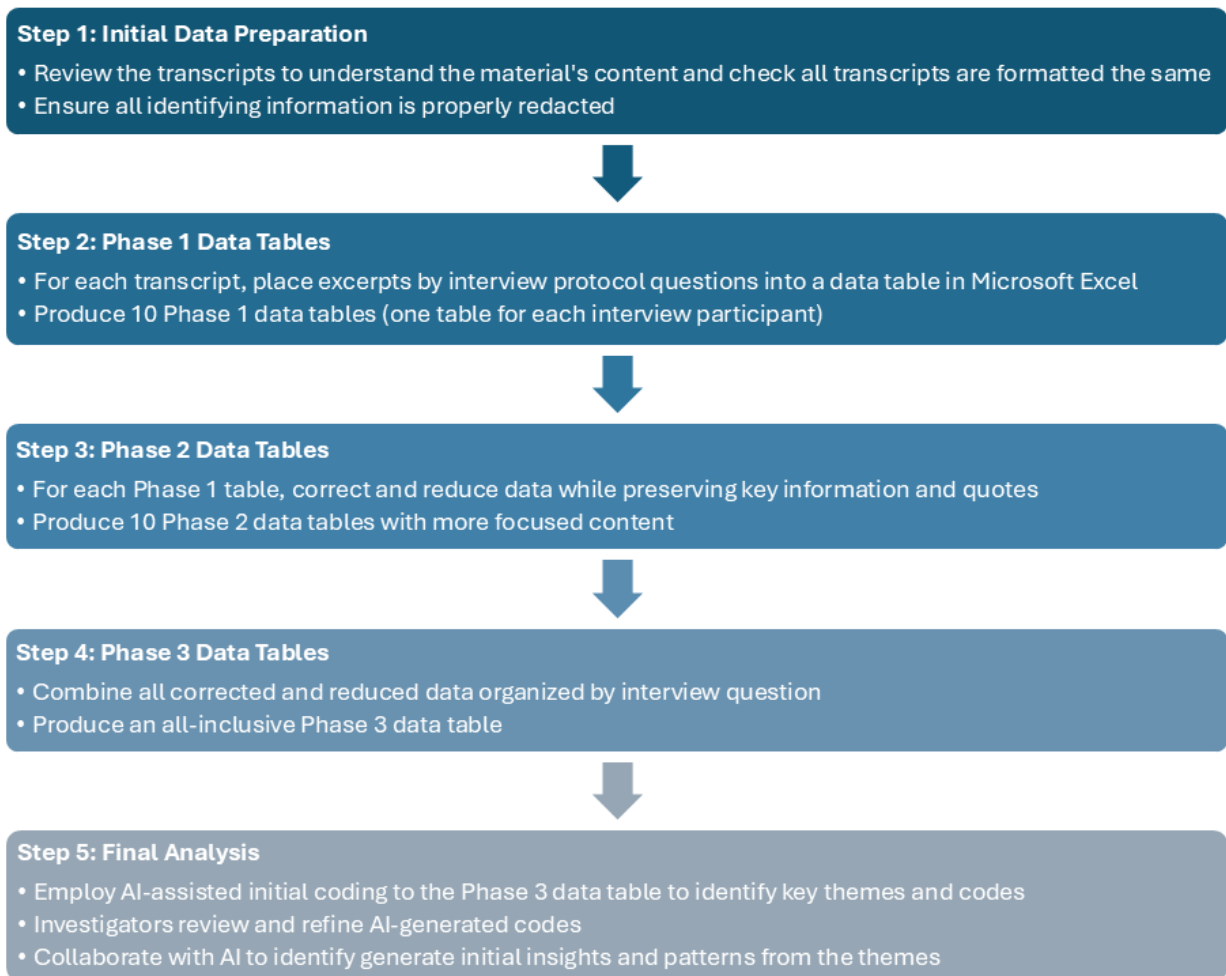 Step 1: Initial Data Preparation
• Review the transcripts to understand the material's content and check all transcripts are formatted the same
• Ensure all identifying information is properly redacted
Step 2: Phase 1 Data Tables
• For each transcript, place excerpts by interview protocol questions into a data table in Microsoft Excel
• Produce 10 Phase 1 data tables (one table for each interview participant)
Step 3: Phase 2 Data Tables
• For each Phase 1 table, correct and reduce data while preserving key information and quotes
• Produce 10 Phase 2 data tables with more focused content
Step 4: Phase 3 Data Tables
• Combine all corrected and reduced data organized by interview question
• Produce an all-inclusive Phase 3 data table
Step 5: Final Analysis
• Employ AI-assisted initial coding to the Phase 3 data table to identify key themes and codes
• Investigators review and refine AI-generated codes
• Collaborate with AI to identify generate initial insights and patterns from the themes